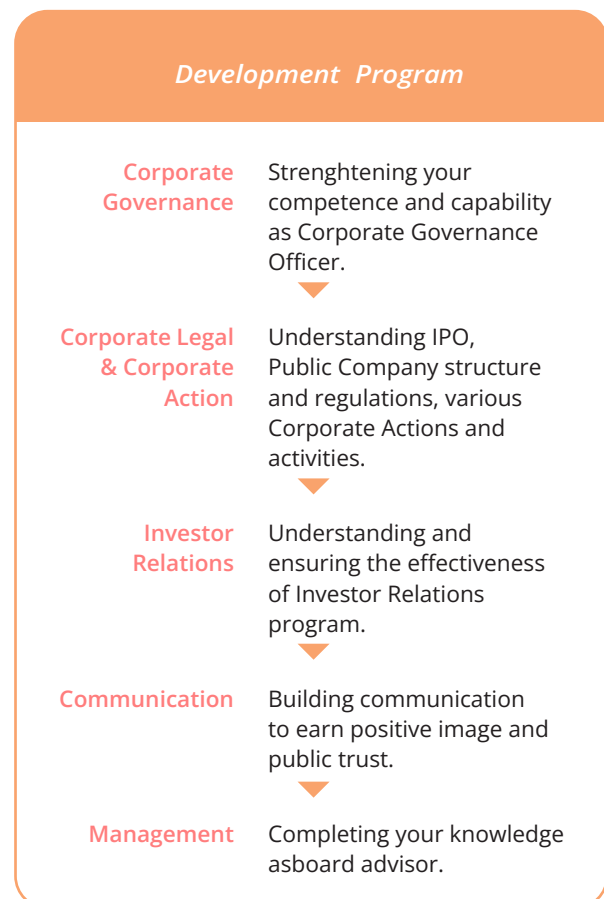 Development Program
Corporate
Governance
Strenghtening your
competence and capability
as Corporate Governance
Officer.
Corporate Legal
& Corporate
Action
Understanding IPO,
Public Company structure
and regulations, various
Corporate Actions and
activities.
Investor
Relations
Understanding and
ensuring the effectiveness
of Investor Relations
program.
Communication
Building communication
to earn positive image and
public trust.
Management
Completing your knowledge
asboard advisor.